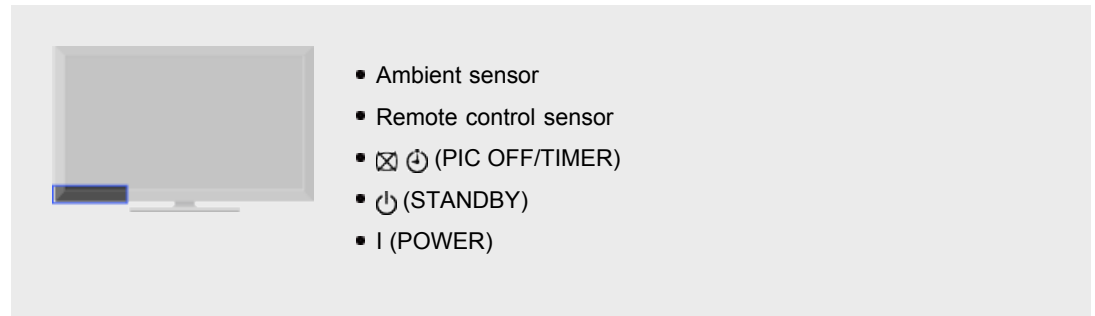 • Ambient sensor
• Remote control sensor
• (PIC OFF/TIMER)
• (STANDBY)
• I (POWER)